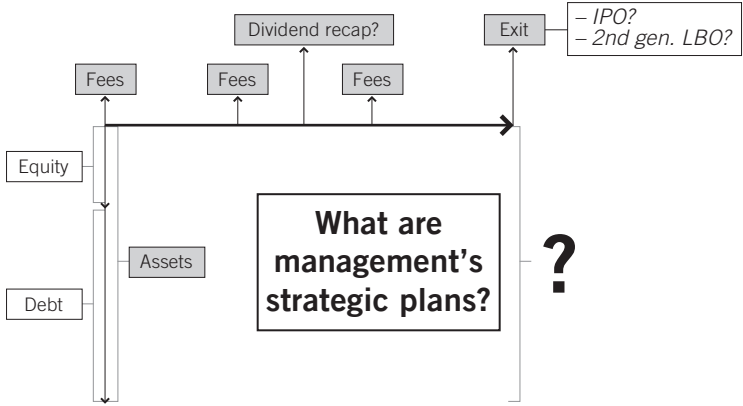 Dividend recap?
Exit
– IPO?
– 2nd gen. LBO?
Fees
Fees
Fees
Equity
What are
management’s
strategic plans?
?
Assets
Debt